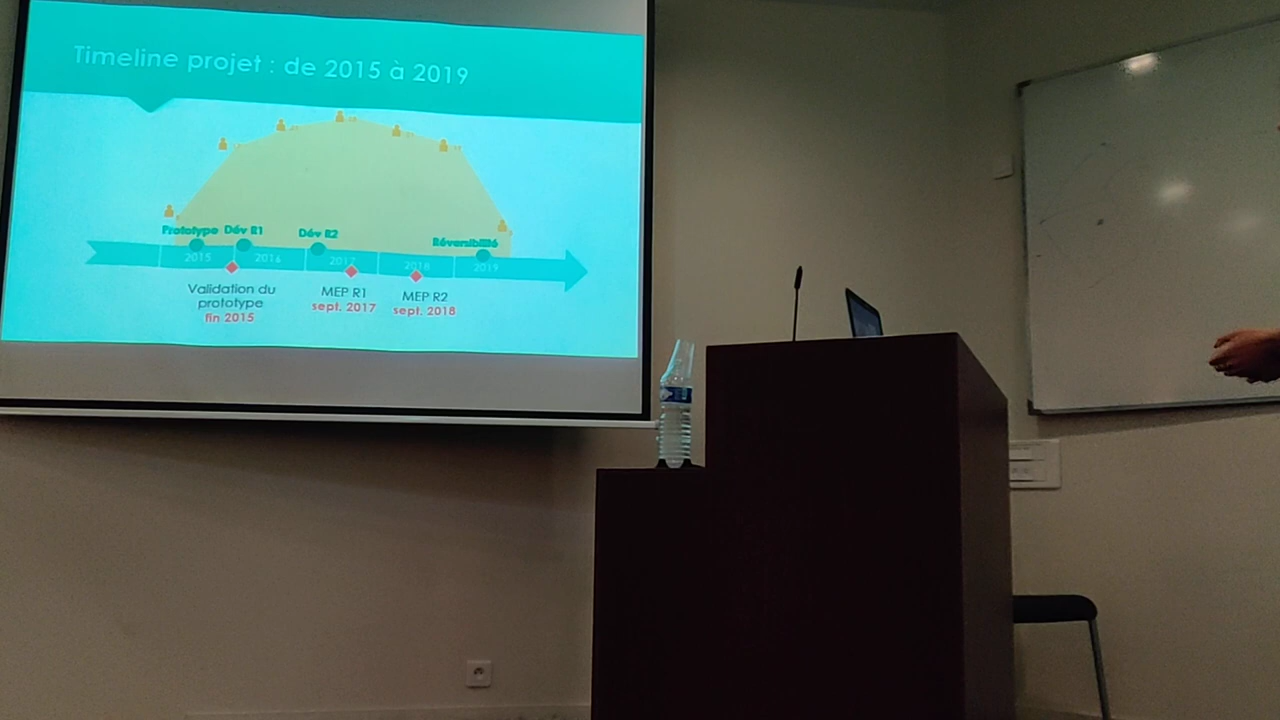 Timeline projet : de 2015 à 2019
Prototype
Dév R1
Dév R2
Réversibilité
2015
2016
2017
2018
2019
Validation du
prototype
fin 2015
MEP R1
sept. 2017
MEP R2
sept. 2018